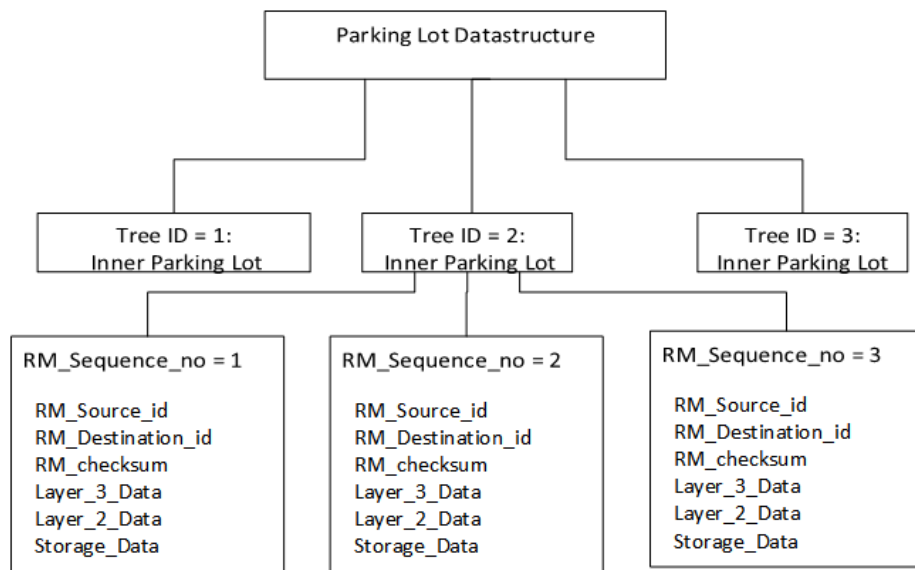 Parking Lot Datastructure
Tree ID = 1:
Inner Parking Lot
Tree ID = 2:
Inner Parking Lot
Tree ID = 3:
Inner Parking Lot
RM_Sequence_no = 1
RM_Source_id
RM_Destination_id
RM_checksum
Layer_3_Data
Layer_2_Data
Storage_Data
RM_Sequence_no = 2
RM_Source_id
RM_Destination_id
RM_checksum
Layer_3_Data
Layer_2_Data
Storage_Data
RM_Sequence_no = 3
RM_Source_id
RM_Destination_id
RM_checksum
Layer_3_Data
Layer_2_Data
Storage_Data